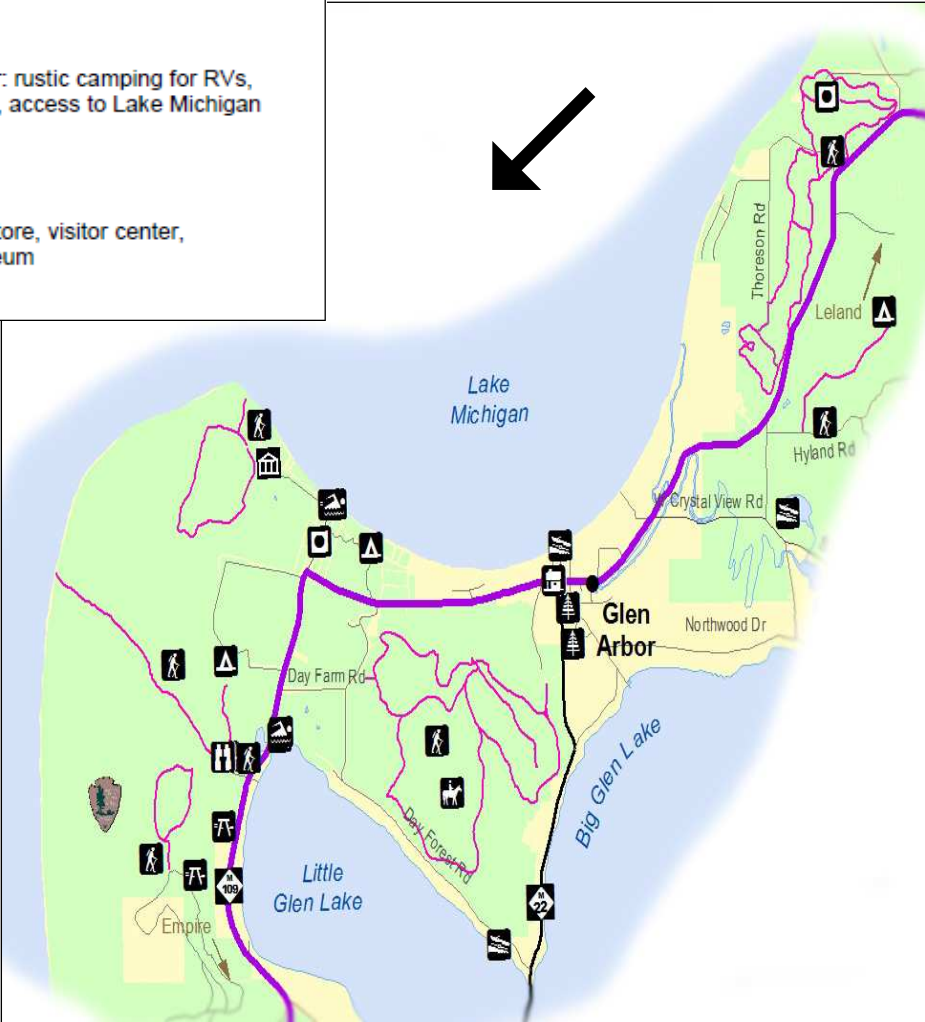 : rustic camping for RVs,
, access to Lake Michigan
tore, visitor center,
eum
Thoreson Rd
Leland
Lake
Michigan
Hyland Rd
Crystal View Rd
Glen
Arbor
Northwood Dr
Day Farm Rd
Big Glen Lake
Day Forest Rd
Little
Glen Lake
M
109
M
22
Empire